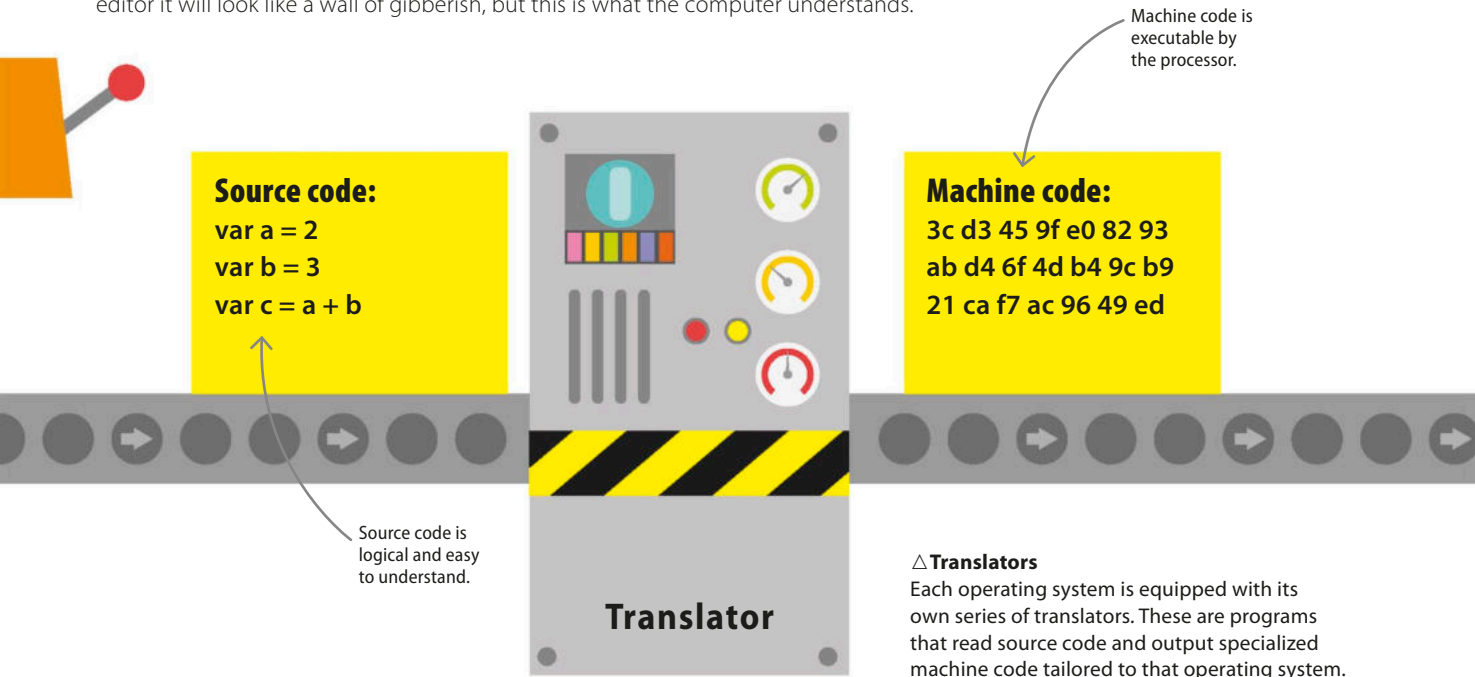 editor it will look like a wall of gibberish, but this is what the computer understands.
Machine code is
executable by
the processor.
Source code:
var a = 2
var b = 3
var c = a + b
Machine code:
3c d3 45 9f e0 82 93
ab d4 6f 4d b4 9c b9
21 ca f7 ac 96 49 ed
Source code is
logical and easy
to understand.
Translator
△Translators
Each operating system is equipped with its
own series of translators. These are programs
that read source code and output specialized
machine code tailored to that operating system.